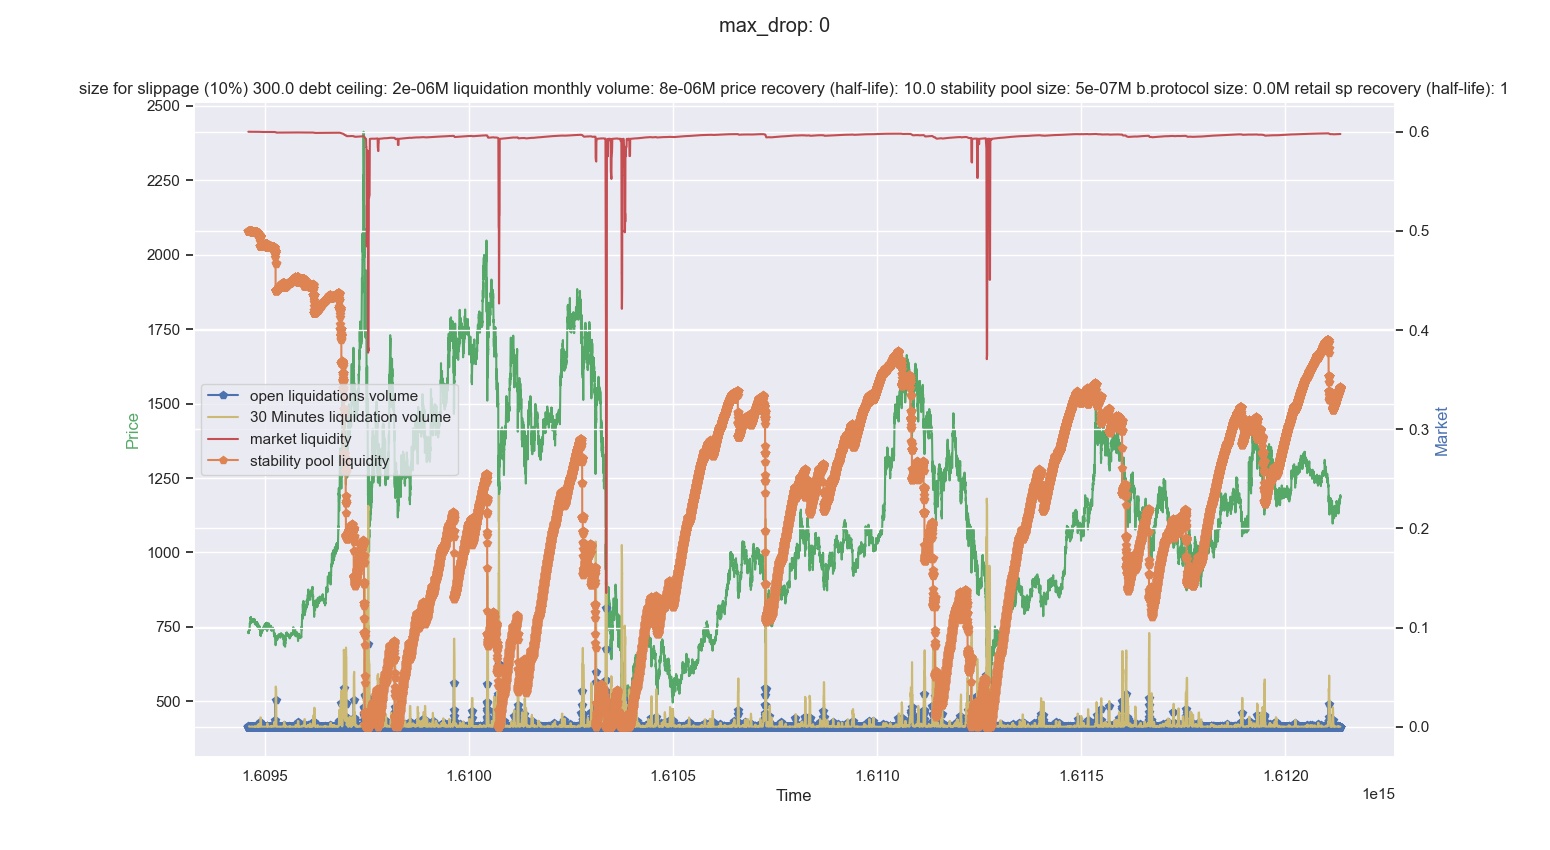 max_drop: 0
size for slippage (10%) 300.0 debt ceiling: 2e-06M liquidation monthly volume: 8e-06M price recovery (half-life): 10.0 stability pool size: 5e-07M b.protocol size: 0.0M retail sp recovery (half-life): 1
2500
2250
2000
1750
1500
1250
1000
750
500
Price
open liquidations volume
30 Minutes liquidation volume
market liquidity
stability pool liquidity
0.6
0.5
0.4
0.3
0.2
0.1
0.0
Market
1.6095 1.6100 1.6105 1.6110 1.6115 1.6120
Time
1e15